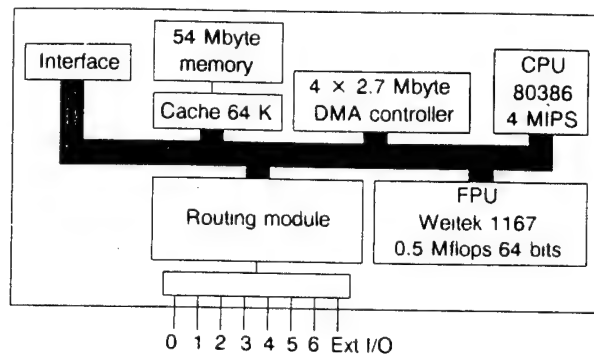 Interface
54 Mbyte
memory
Cache 64 K
4 × 2.7 Mbyte
DMA controller
CPU
80386
4 MIPS
Routing module
FPU
Weitek 1167
0.5 Mflops 64 bits
0 1 2 3 4 5 6 Ext I/O